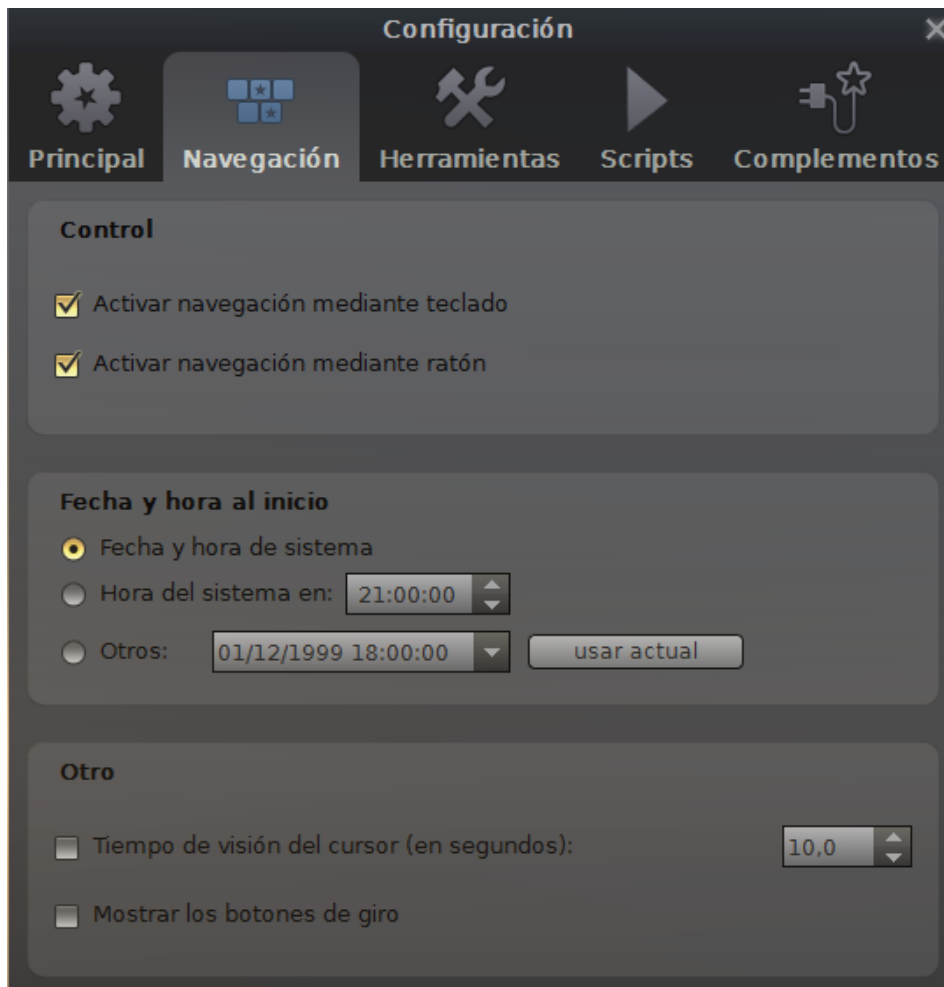 Configuración
Principal Navegación Herramientas Scripts Complementos
Control
Activar navegación mediante teclado
Activar navegación mediante ratón
Fecha y hora al inicio
Fecha y hora de sistema
Hora del sistema en: 21:00:00
Otros: 01/12/1999 18:00:00 usar actual
Otro
Tiempo de visión del cursor (en segundos): 10,0
Mostrar los botones de giro